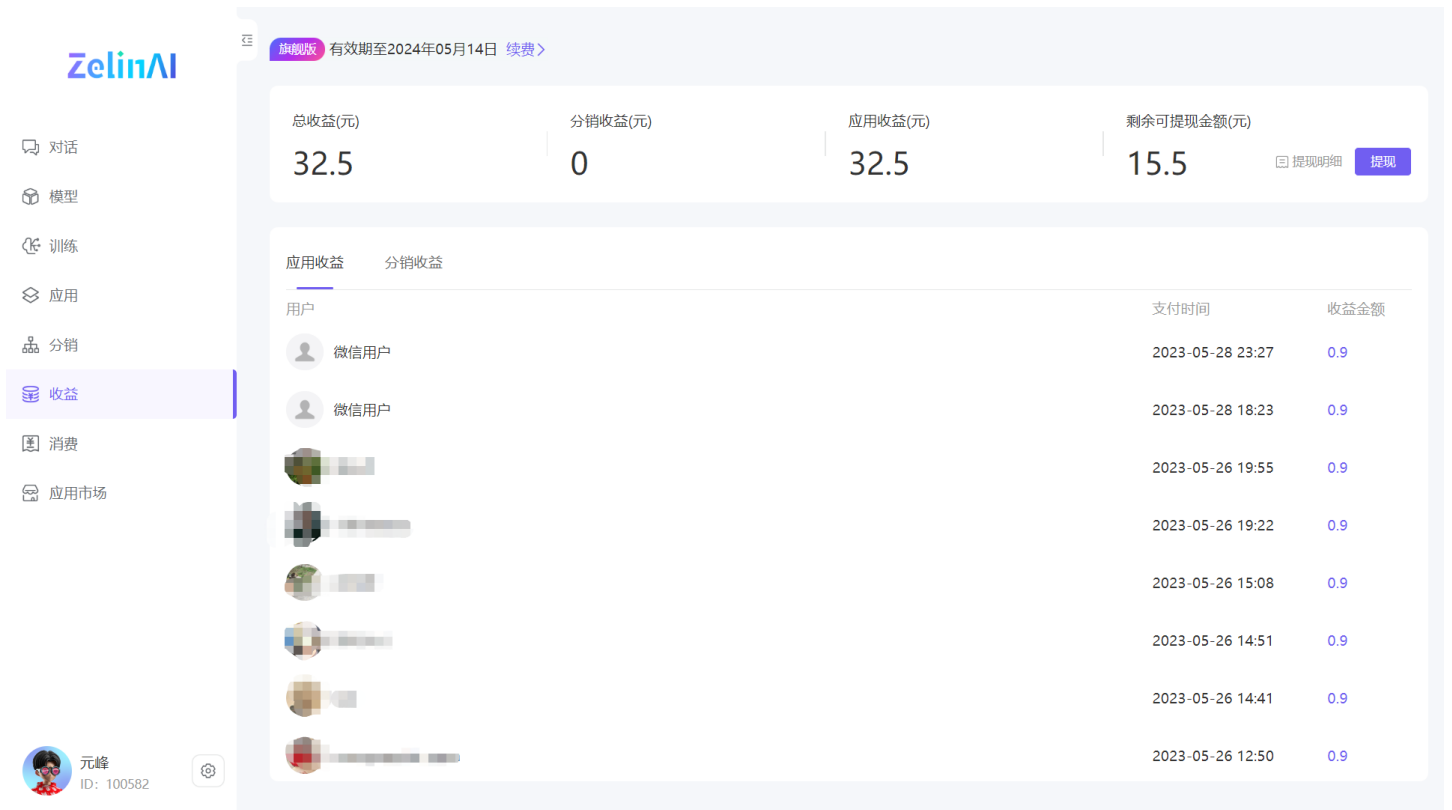 ZelinAI
对话
模型
训练
应用
分销
收益
消费
应用市场
元峰
ID：100582
旗舰版 有效期至2024年05月14日 续费
总收益(元) 分销收益(元) 应用收益(元) 剩余可提现金额(元)
32.5 0 32.5 15.5 提现明细 提现
应用收益 分销收益
用户 支付时间 收益金额
微信用户 2023-05-28 23:27 0.9
微信用户 2023-05-28 18:23 0.9
2023-05-26 19:55 0.9
2023-05-26 19:22 0.9
2023-05-26 15:08 0.9
2023-05-26 14:51 0.9
2023-05-26 14:41 0.9
2023-05-26 12:50 0.9